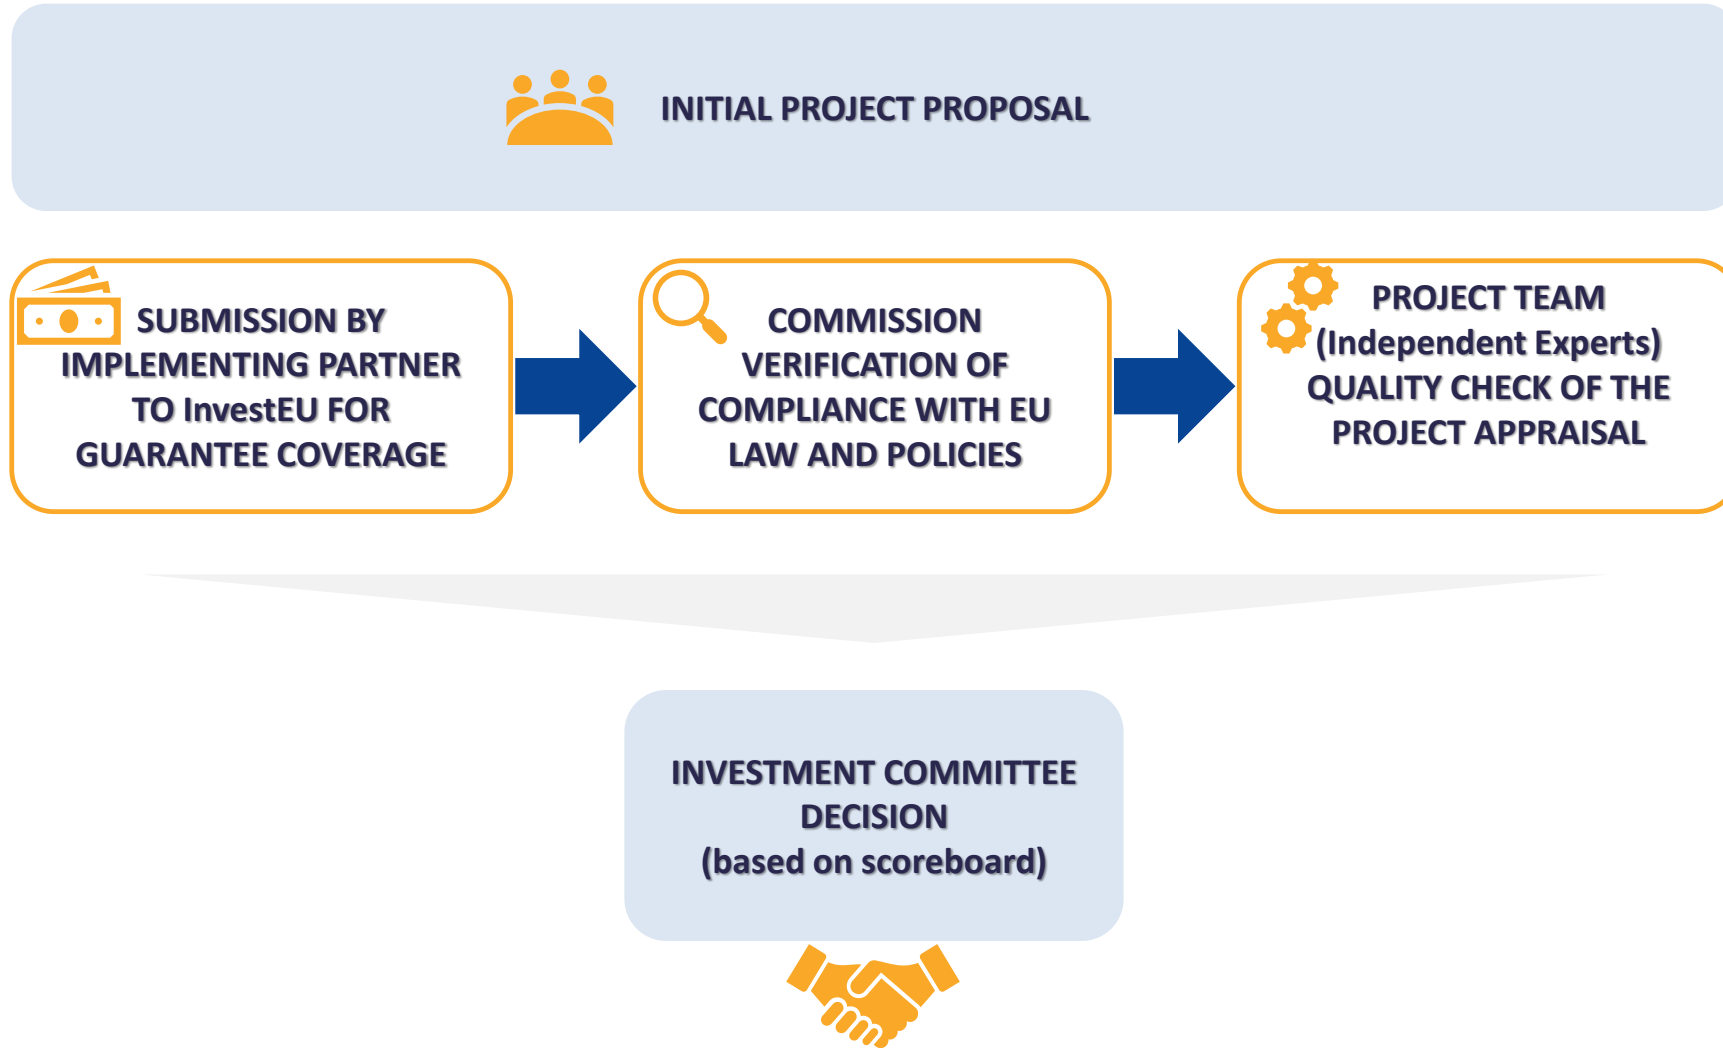 INITIAL PROJECT PROPOSAL
SUBMISSION BY
IMPLEMENTING PARTNER
TO InvestEU FOR
GUARANTEE COVERAGE
COMMISSION
VERIFICATION OF
COMPLIANCE WITH EU
LAW AND POLICIES
PROJECT TEAM
(Independent Experts)
QUALITY CHECK OF THE
PROJECT APPRAISAL
INVESTMENT COMMITTEE
DECISION
(based on scoreboard)